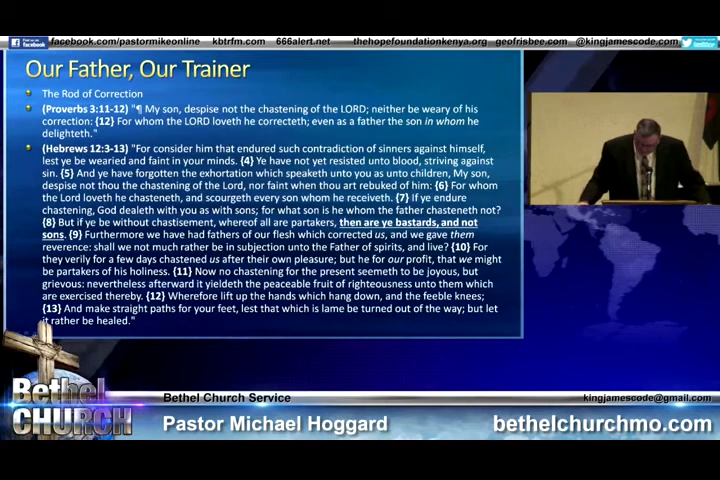 Find us on facebook facebook.com/pastormikeonline kbtrfm.com 666alert.net thehopefoundationkenya.org geofrisbee.com @kingjamescode.com twitter
Our Father, Our Trainer
The Rod of Correction
(Proverbs 3:11-12) "¶ My son, despise not the chastening of the LORD; neither be weary of his
correction: {12} For whom the LORD loveth he correcteth; even as a father the son in whom he
delighteth."
(Hebrews 12:3-13) "For consider him that endured such contradiction of sinners against himself,
lest ye be wearied and faint in your minds. {4} Ye have not yet resisted unto blood, striving against
sin. {5} And ye have forgotten the exhortation which speaketh unto you as unto children, My son,
despise not thou the chastening of the Lord, nor faint when thou art rebuked of him: {6} For whom
the Lord loveth he chasteneth, and scourgeth every son whom he receiveth. {7} If ye endure
chastening, God dealeth with you as with sons; for what son is he whom the father chasteneth not?
{8} But if ye be without chastisement, whereof all are partakers, then are ye bastards, and not
sons. {9} Furthermore we have had fathers of our flesh which corrected us, and we gave them
reverence: shall we not much rather be in subjection unto the Father of spirits, and live? {10} For
they verily for a few days chastened us after their own pleasure; but he for our profit, that we might
be partakers of his holiness. {11} Now no chastening for the present seemeth to be joyous, but
grievous: nevertheless afterward it yieldeth the peaceable fruit of righteousness unto them which
are exercised thereby. {12} Wherefore lift up the hands which hang down, and the feeble knees;
{13} And make straight paths for your feet, lest that which is lame be turned out of the way; but let
it rather be healed."
Bethel
CHURCH
Bethel Church Service kingjamescode@gmail.com
Pastor Michael Hoggard bethelchurchmo.com